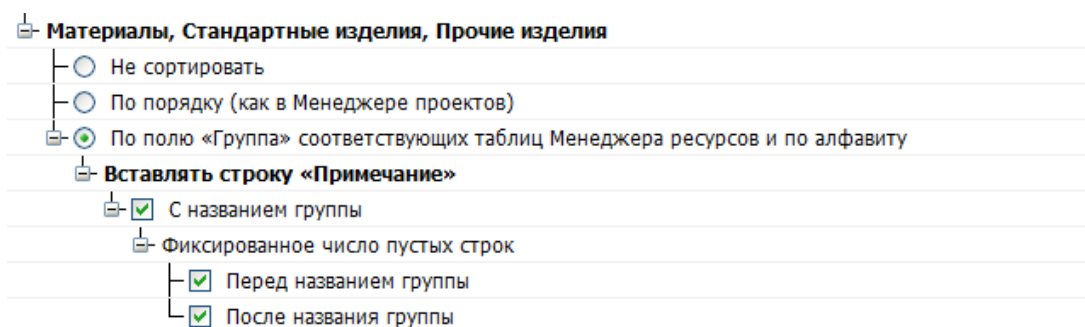 Материалы, Стандартные изделия, Прочие изделия
Не сортировать
По порядку (как в Менеджере проектов)
По полю «Группа» соответствующих таблиц Менеджера ресурсов и по алфавиту
Вставлять строку «Примечание»
С названием группы
Фиксированное число пустых строк
Перед названием группы
После названия группы